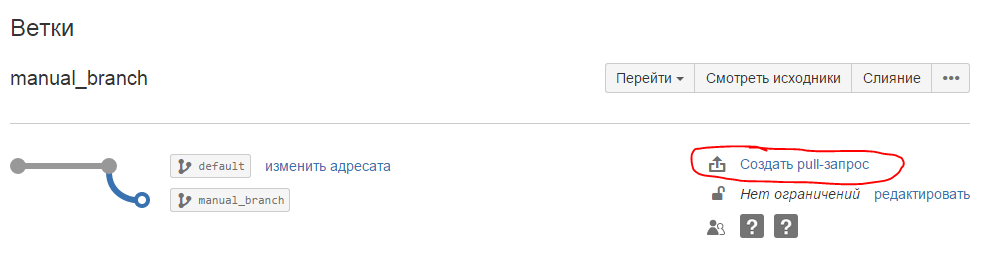 Ветки
manual_branch
Перейти Смотреть исходники Слияние •••
default изменить адресата Создать pull-запрос
manual_branch Нет ограничений редактировать
? ?